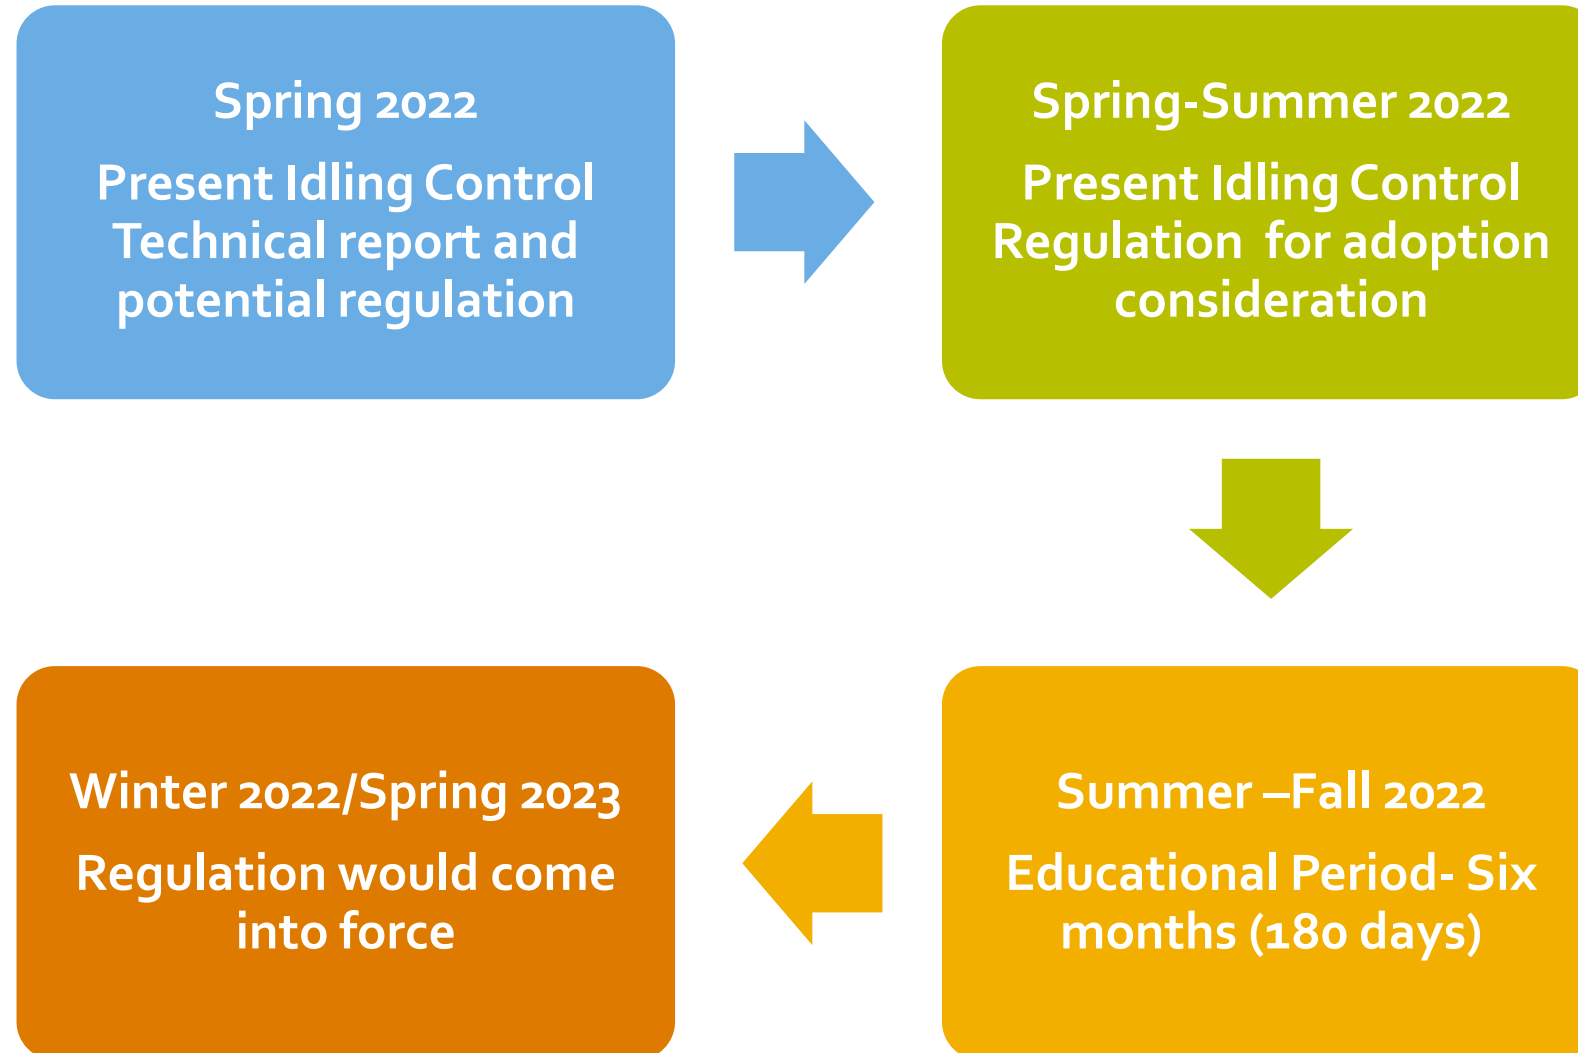 Spring 2022
Present Idling Control
Technical report and
potential regulation
Spring-Summer 2022
Present Idling Control
Regulation  for adoption
consideration
Summer –Fall 2022
Educational Period- Six
months (180 days)
Winter 2022/Spring 2023
Regulation would come
into force